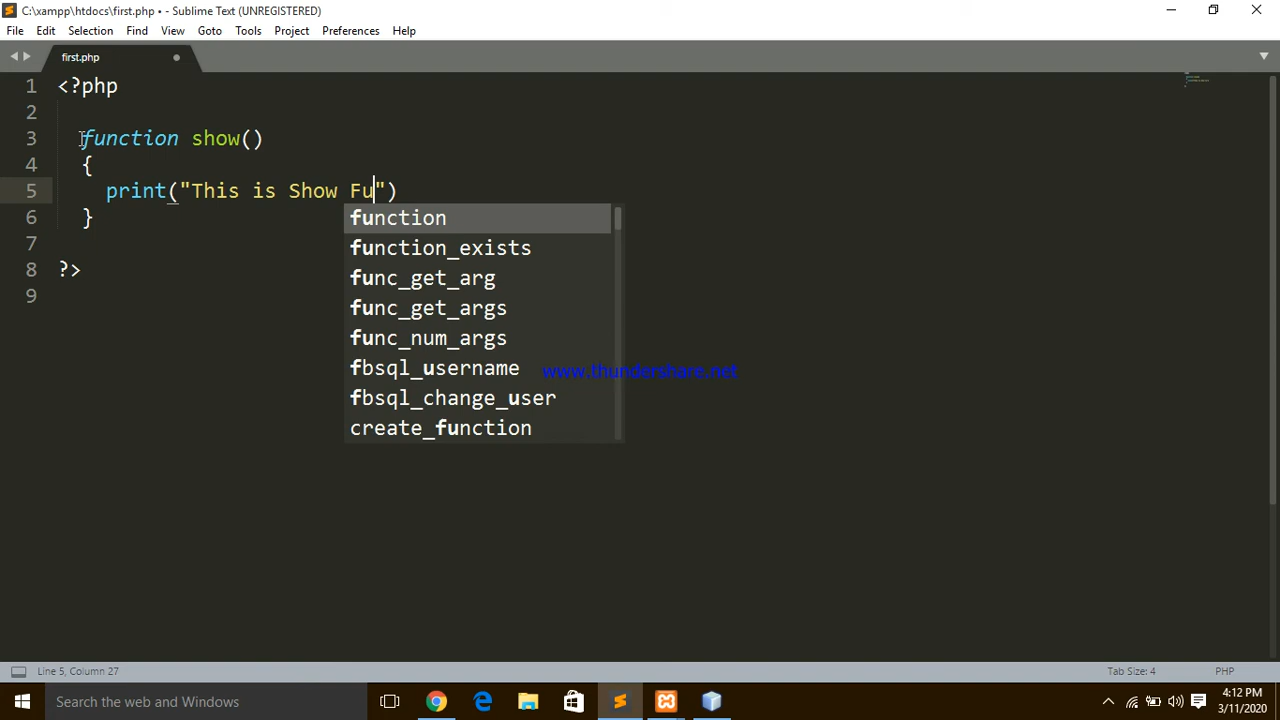 C:\xampp\htdocs\first.php • - Sublime Text (UNREGISTERED)
File Edit Selection Find View Goto Tools Project Preferences Help
first.php
1 <?php
2
3 function show()
4 {
5 print("This is Show Fu")
6 }
7
8 ?>
9
function
function_exists
func_get_arg
func_get_args
func_num_args
fbsql_username
fbsql_change_user
create_function
www.thundershare.net
Line 5, Column 27
Tab Size: 4
PHP
Search the web and Windows
4:12 PM
3/11/2020